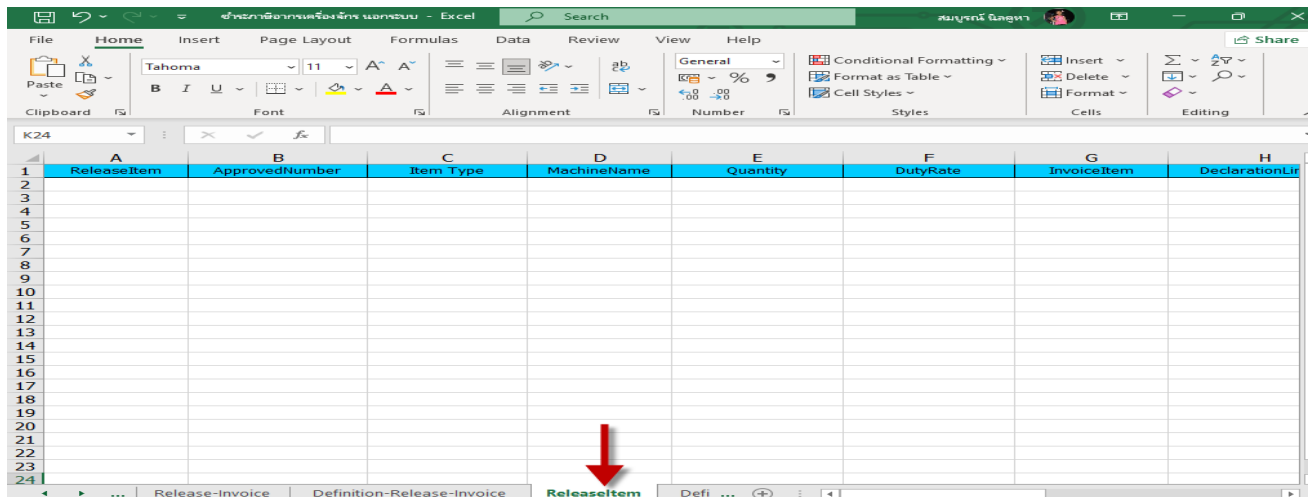 ชำระภาษีอากรเครื่องจักร นอกระบบ - Excel Search สมบูรณ์ นิลคูหา
File Home Insert Page Layout Formulas Data Review View Help Share
Paste Tahoma 11 A A ab General Conditional Formatting Insert
B I U A % Format as Table Delete
Cell Styles Format
Clipboard Font Alignment Number Styles Cells Editing
K24 fx
A B C D E F G H
1 ReleaseItem ApprovedNumber Item Type MachineName Quantity DutyRate InvoiceItem DeclarationLin
2
3
4
5
6
7
8
9
10
11
12
13
14
15
16
17
18
19
20
21
22
23
24
... Release-Invoice Definition-Release-Invoice ReleaseItem Defi ...